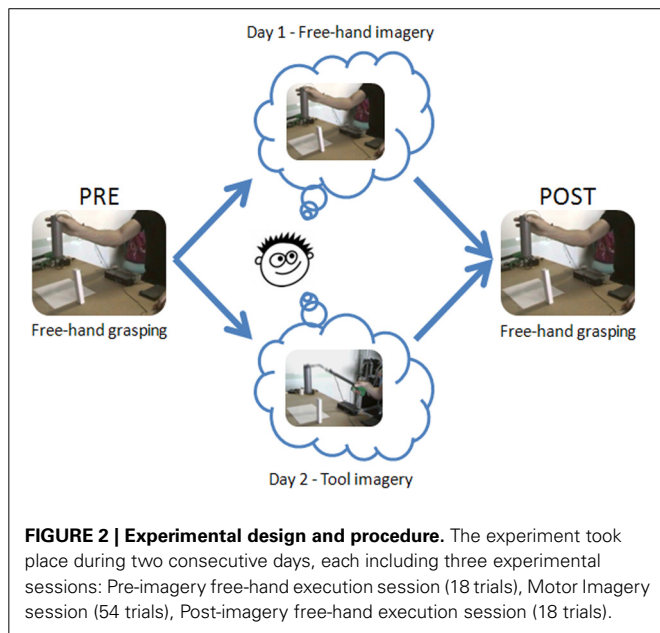 Day 1 - Free-hand imagery
PRE
POST
Free-hand grasping
Free-hand grasping
Day 2 - Tool imagery
FIGURE 2 | Experimental design and procedure. The experiment took
place during two consecutive days, each including three experimental
sessions: Pre-imagery free-hand execution session (18 trials), Motor Imagery
session (54 trials), Post-imagery free-hand execution session (18 trials).